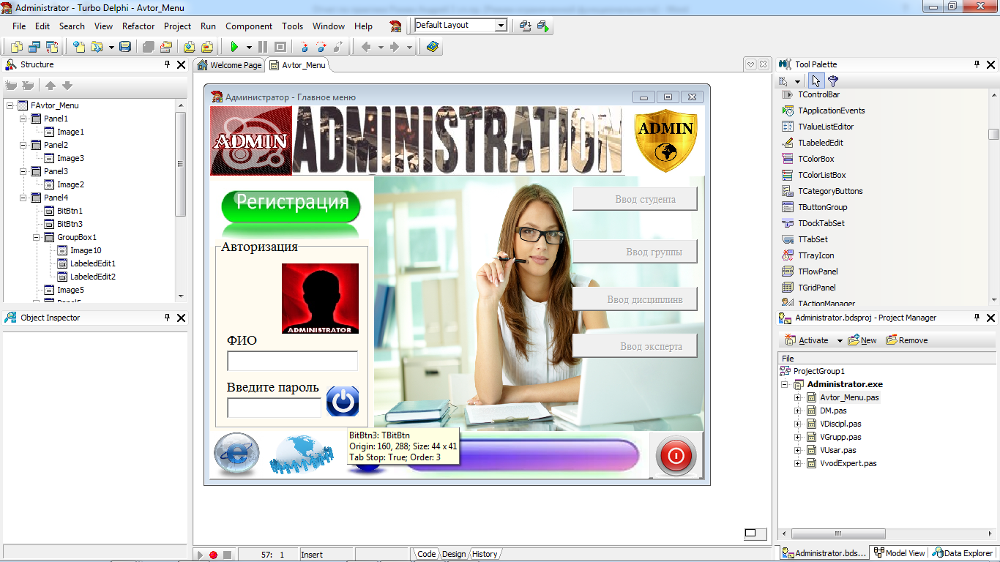 Administrator - Turbo Delphi - Avtor_Menu
File Edit Search View Refactor Project Run Component Tools Window Help
Default Layout
Structure
FAvtor_Menu
Panel1
Image1
Panel2
Image3
Panel3
Image2
Panel4
BitBtn1
BitBtn3
GroupBox1
Image10
LabeledEdit1
LabeledEdit2
Image5
Object Inspector
Welcome Page
Avtor_Menu
Администратор - Главное меню
ADMIN
ADMINISTRATION
ADMIN
Регистрация
Авторизация
ADMINISTRATOR
ФИО
Введите пароль
Ввод студента
Ввод группы
Ввод дисциплинв
Ввод эксперта
BitBtn3: TBitBtn
Origin: 160, 288; Size: 44 x 41
Tab Stop: True; Order: 3
57: 1
Insert
Code
Design
History
Tool Palette
TControlBar
TApplicationEvents
TValueListEditor
TLabeledEdit
TColorBox
TColorListBox
TCategoryButtons
TButtonGroup
TDockTabSet
TTabSet
TTrayIcon
TFlowPanel
TGridPanel
TActionManager
Administrator.bdsproj - Project Manager
Activate
New
Remove
File
ProjectGroup1
Administrator.exe
Avtor_Menu.pas
DM.pas
VDiscipl.pas
VGrupp.pas
VUsar.pas
VvodExpert.pas
Administrator.bds...
Model View
Data Explorer